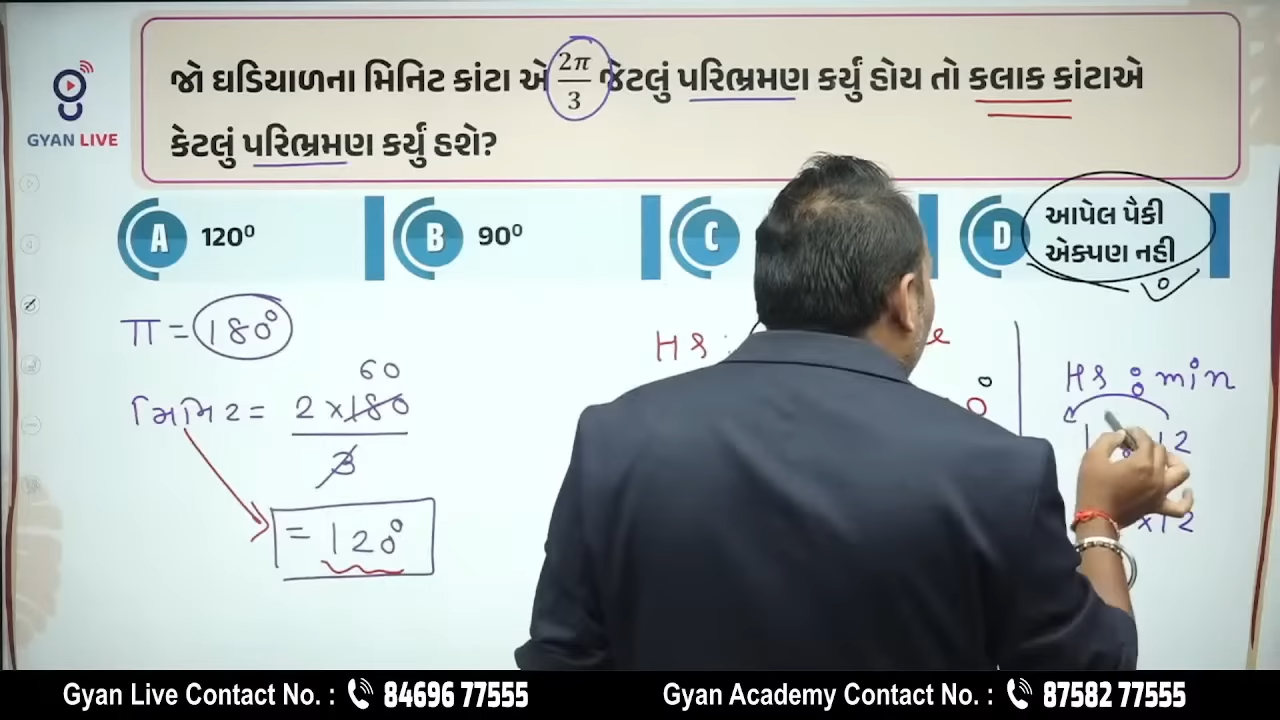 જો ઘડિયાળના મિનિટ કાંટા એ 2π/3 જેટલું પરિભ્રમણ કર્યું હોય તો કલાક કાંટાએ
કેટલું પરિભ્રમણ કર્યું હશે?
GYAN LIVE
A 120⁰
B 90⁰
C
D આપેલ પૈકી
એકપણ નહી
π = 180°
Hr :
Hr : min
60
મિનિટ = 2 × 180
3
12
= 120°
×12
Gyan Live Contact No. : 84696 77555
Gyan Academy Contact No. : 87582 77555